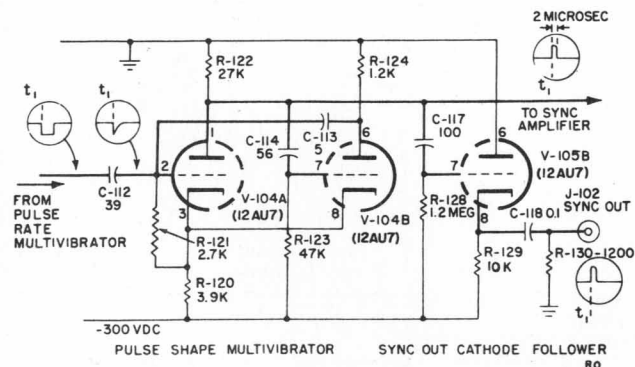 2 MICROSEC
t₁
R-122
27K
R-124
1.2K
t₁
t₁
t₁
TO SYNC
AMPLIFIER
C-113
5
C-114
56
C-117
100
1
6
6
2
7
7
3
8
8
C-112
39
V-104A
(12AU7)
V-104B
(12AU7)
V-105B
(12AU7)
J-102
SYNC OUT
FROM
PULSE
RATE
MULTIVIBRATOR
R-121
2.7K
R-123
47K
R-128
1.2 MEG
C-118 0.1
R-120
3.9K
R-129
10K
R-130-1200
t₁
-300 VDC
PULSE SHAPE MULTIVIBRATOR
SYNC OUT CATHODE FOLLOWER